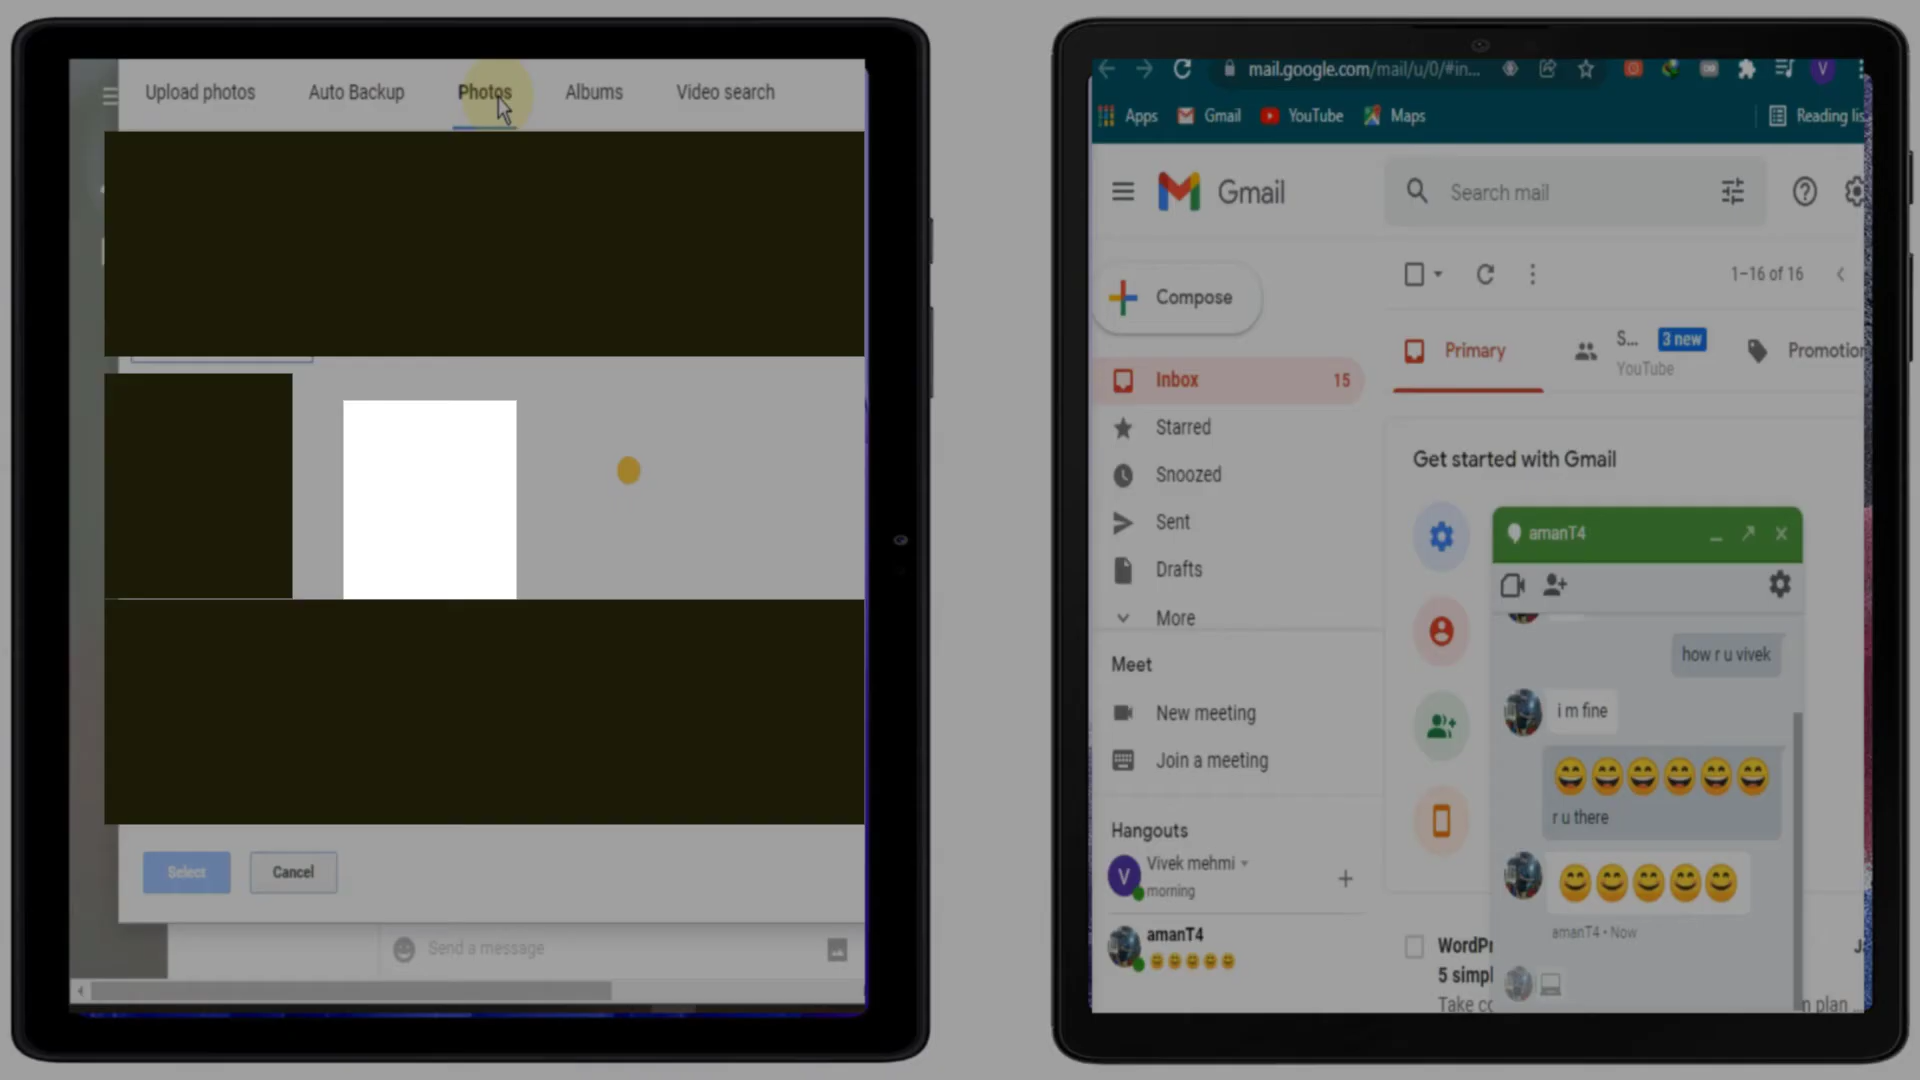 Upload photos
Auto Backup
Photos
Albums
Video search
Select
Cancel
Send a message
mail.google.com/mail/u/0/#in...
V
Apps
Gmail
YouTube
Maps
Reading lis
Gmail
Search mail
Compose
1–16 of 16
Primary
S... 3 new
YouTube
Promotion
Inbox 15
Starred
Snoozed
Sent
Drafts
More
Get started with Gmail
amanT4
how r u vivek
i m fine
😄😄😄😄😄😄
r u there
😊😊😊😊😊
amanT4 • Now
Meet
New meeting
Join a meeting
Hangouts
V
Vivek mehmi
morning
amanT4
😊😊😊😊😊
WordPr
5 simpl
Take co
n plan ...